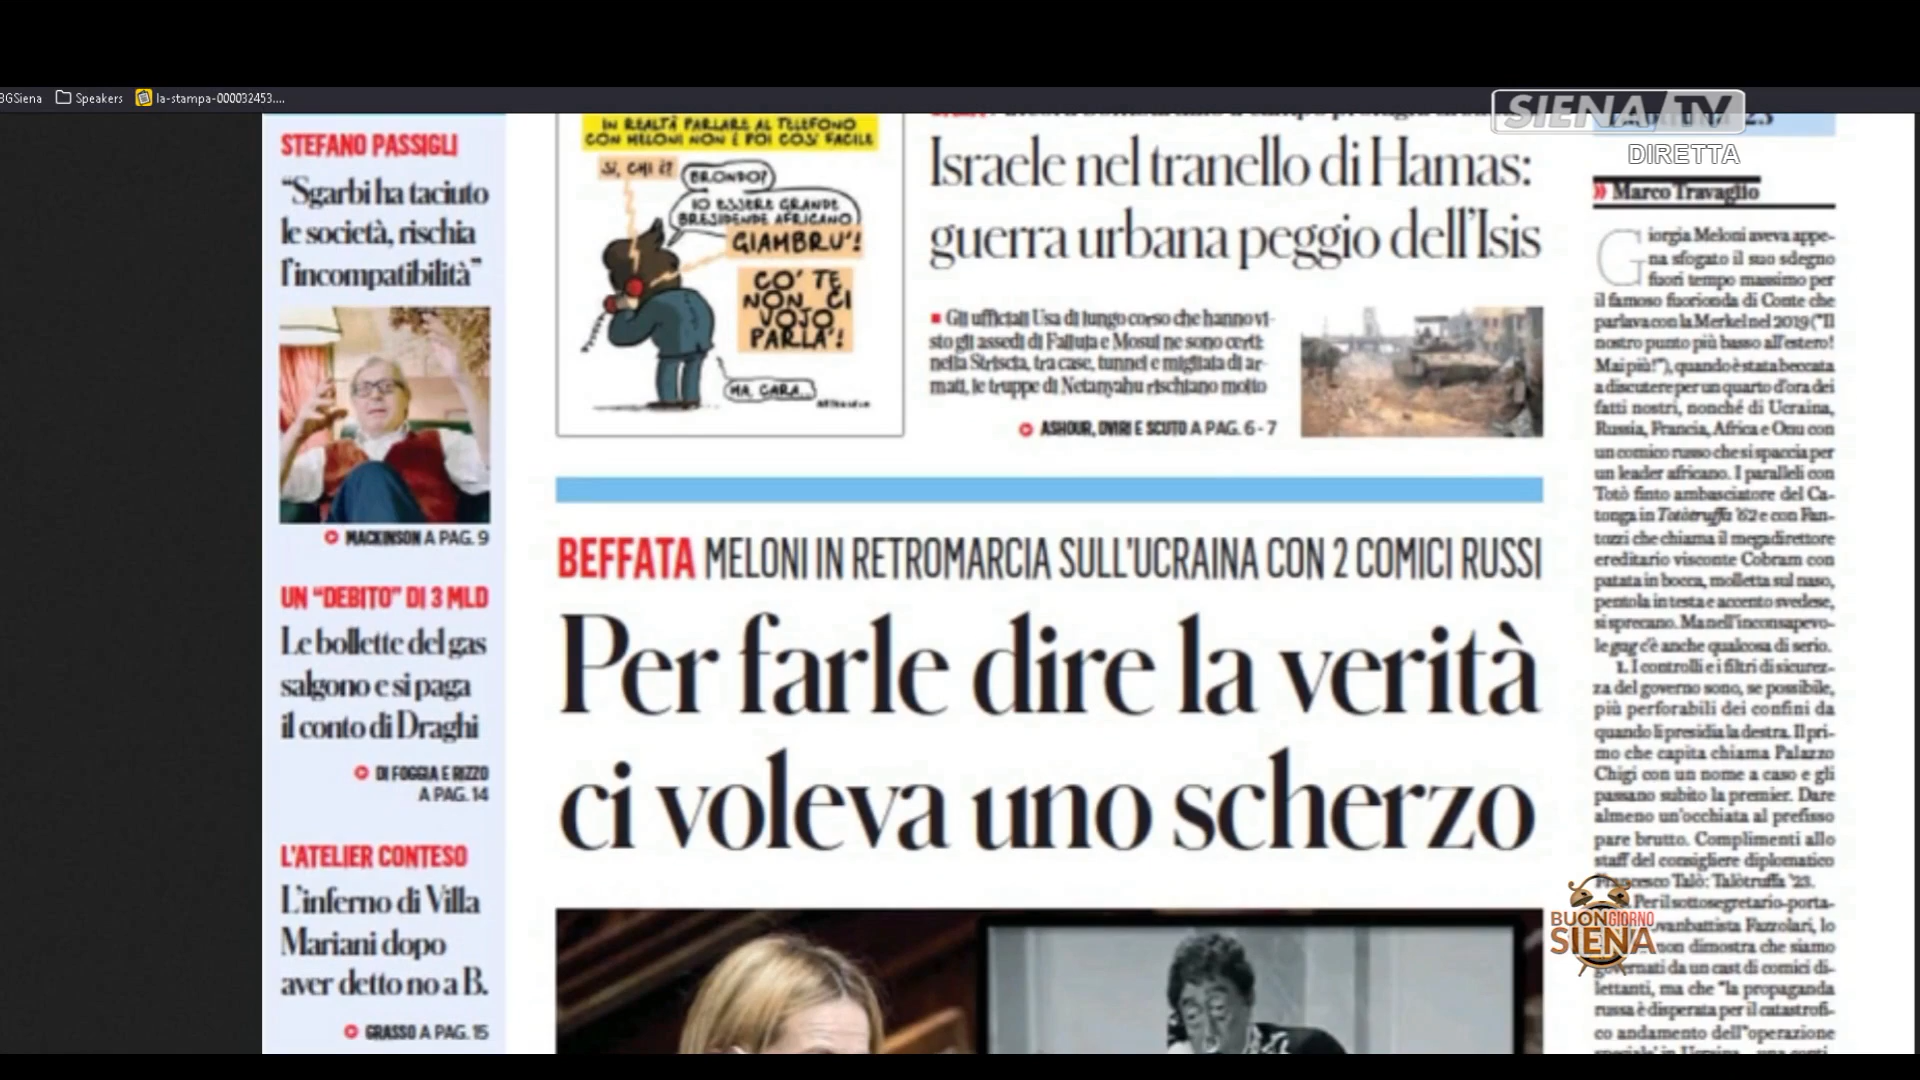 Speakers
la-stampa-000032453....
SIENA TV
DIRETTA
STEFANO PASSIGLI
“Sgarbi ha taciuto
le società, rischia
l’incompatibilità”
MACKINSON A PAG. 9
UN “DEBITO” DI 3 MLD
Le bollette del gas
salgono e si paga
il conto di Draghi
DI FOGGIA E RIZZO
A PAG. 14
L'ATELIER CONTESO
L’inferno di Villa
Mariani dopo
aver detto no a B.
GRASSO A PAG. 15
IN REALTÀ PARLARE AL TELEFONO
CON MELONI NON È POI COSÌ FACILE
SI, CHI È?
BRONDO?
IO ESSERE GRANDE
BRESIDENDE AFRICANO
GIAMBRU'!
CO' TE
NON CI
VOJO
PARLA'!
MA, CARA...
Israele nel tranello di Hamas:
guerra urbana peggio dell’Isis
Gli ufficiali Usa di lungo corso che hanno vi-
sto gli assedi di Falluja e Mosul ne sono certi:
nella Striscia, tra case, tunnel e migliaia di ar-
mati, le truppe di Netanyahu rischiano molto
ASHOUR, OVIRI E SCUTO A PAG. 6 - 7
BEFFATA MELONI IN RETROMARCIA SULL'UCRAINA CON 2 COMICI RUSSI
Per farle dire la verità
ci voleva uno scherzo
» Marco Travaglio
Giorgia Meloni aveva appe-
na sfogato il suo sdegno
fuori tempo massimo per
il famoso fuorionda di Conte che
parlava con la Merkel nel 2019 (“Il
nostro punto più basso all’estero!
Mai più!”), quando è stata beccata
a discutere per un quarto d’ora dei
fatti nostri, nonché di Ucraina,
Russia, Francia, Africa e Onu con
un comico russo che si spaccia per
un leader africano. I paralleli con
Totò finto ambasciatore del Ca-
tonga in Totòtruffa ’62 e con Fan-
tozzi che chiama il megadirettore
ereditario visconte Cobram con
patata in bocca, molletta sul naso,
pentola in testa e accento svedese,
si sprecano. Ma nell’inconsapevo-
le gag c’è anche qualcosa di serio.
1. I controlli e i filtri di sicurez-
za del governo sono, se possibile,
più perforabili dei confini da
quando li presidia la destra. Il pri-
mo che capita chiama Palazzo
Chigi con un nome a caso e gli
passano subito la premier. Dare
almeno un’occhiata al prefisso
pare brutto. Complimenti allo
staff del consigliere diplomatico
Francesco Talò: Talòtruffa ’23.
Per il sottosegretario-porta-
Fazzolari, lo
non dimostra che siamo
governati da un cast di comici di-
lettanti, ma che “la propaganda
russa è disperata per il catastrofi-
co andamento dell’‘operazione
BUONGIORNO
SIENA